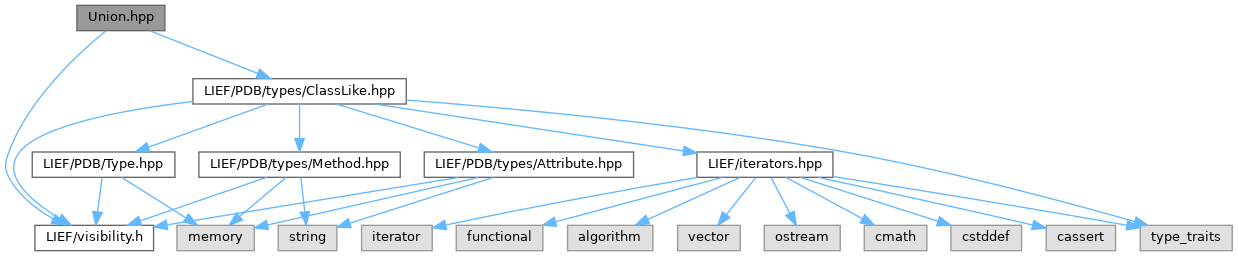 Union.hpp
LIEF/PDB/types/ClassLike.hpp
LIEF/PDB/Type.hpp
LIEF/PDB/types/Method.hpp
LIEF/PDB/types/Attribute.hpp
LIEF/iterators.hpp
LIEF/visibility.h
memory
string
iterator
functional
algorithm
vector
ostream
cmath
cstddef
cassert
type_traits